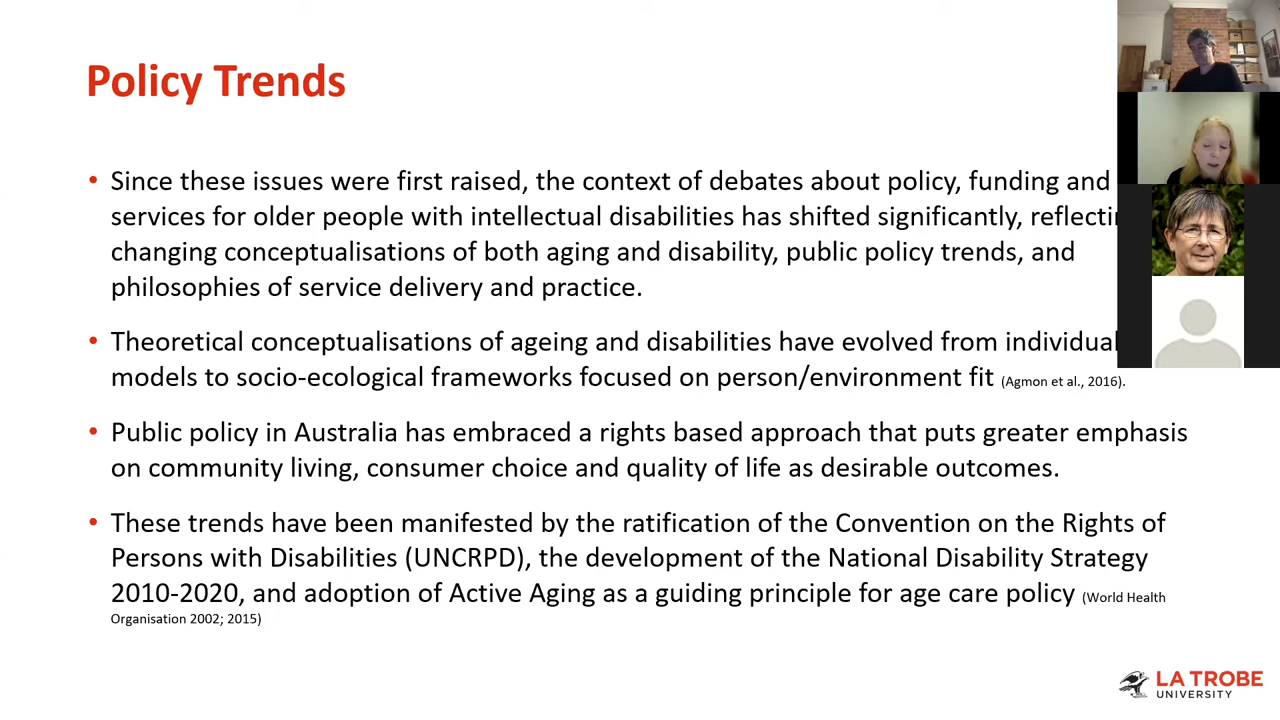 Policy Trends
• Since these issues were first raised, the context of debates about policy, funding and
services for older people with intellectual disabilities has shifted significantly,
changing conceptualisations of both aging and disability, public policy trends, and
philosophies of service delivery and practice.
• Theoretical conceptualisations of ageing and disabilities have evolved from individual
models to socio-ecological frameworks focused on person/environment fit (Agmon et al., 2016).
• Public policy in Australia has embraced a rights based approach that puts greater emphasis
on community living, consumer choice and quality of life as desirable outcomes.
• These trends have been manifested by the ratification of the Convention on the Rights of
Persons with Disabilities (UNCRPD), the development of the National Disability Strategy
2010-2020, and adoption of Active Aging as a guiding principle for age care policy (World Health
Organisation 2002; 2015)
LA TROBE
UNIVERSITY